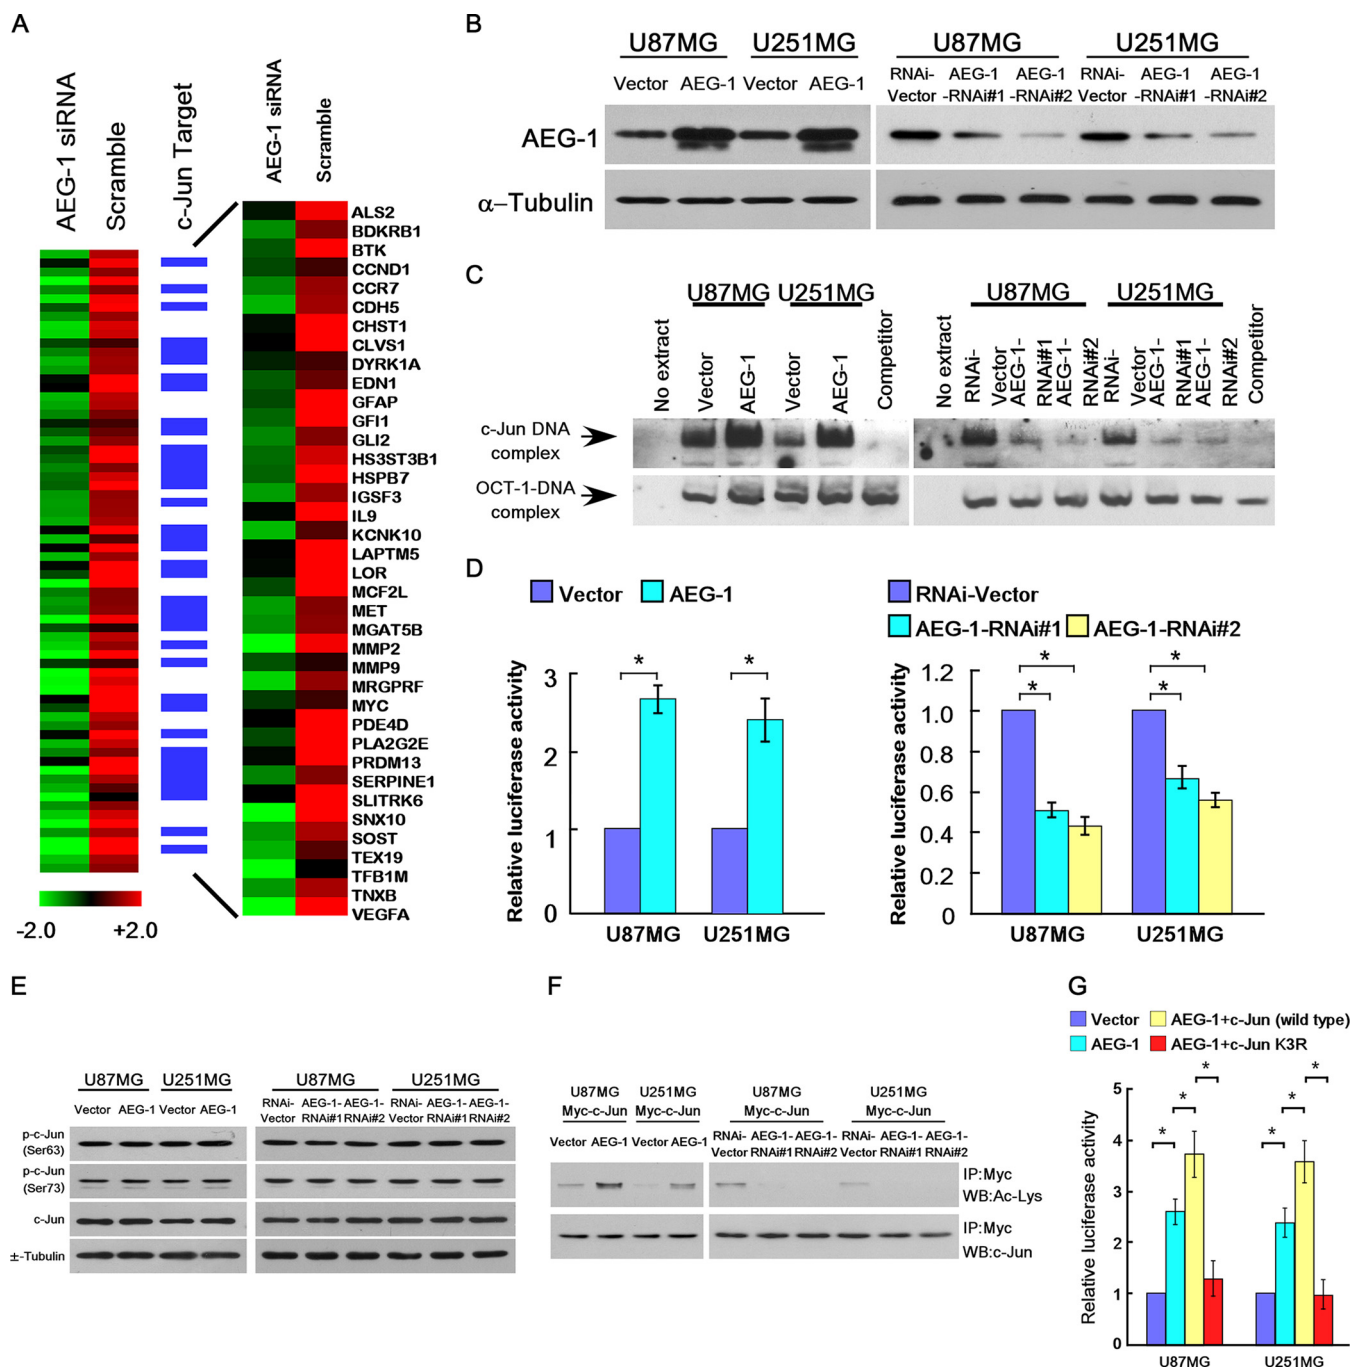 A
AEG-1 siRNA
Scramble
c-Jun Target
AEG-1 siRNA
Scramble
ALS2
BDKRB1
BTK
CCND1
CCR7
CDH5
CHST1
CLVS1
DYRK1A
EDN1
GFAP
GFI1
GLI2
HS3ST3B1
HSPB7
IGSF3
IL9
KCNK10
LAPTM5
LOR
MCF2L
MET
MGAT5B
MMP2
MMP9
MRGPRF
MYC
PDE4D
PLA2G2E
PRDM13
SERPINE1
SLITRK6
SNX10
SOST
TEX19
TFB1M
TNXB
VEGFA
-2.0 +2.0
B
U87MG U251MG U87MG U251MG
Vector AEG-1 Vector AEG-1
RNAi- AEG-1 AEG-1 RNAi- AEG-1 AEG-1
Vector -RNAi#1 -RNAi#2 Vector -RNAi#1 -RNAi#2
AEG-1
α-Tubulin
C
U87MG U251MG U87MG U251MG
No extract
Vector
AEG-1
Vector
AEG-1
Competitor
No extract
RNAi-
Vector
AEG-1-
RNAi#1
AEG-1-
RNAi#2
RNAi-
Vector
AEG-1-
RNAi#1
AEG-1-
RNAi#2
Competitor
c-Jun DNA
complex
OCT-1-DNA
complex
D
Vector AEG-1
Relative luciferase activity
3
2
1
0
* *
U87MG U251MG
RNAi-Vector
AEG-1-RNAi#1 AEG-1-RNAi#2
Relative luciferase activity
1.2
1.0
0.8
0.6
0.4
0.2
0
* *
* *
U87MG U251MG
E
U87MG U251MG U87MG U251MG
Vector AEG-1 Vector AEG-1
RNAi- AEG-1- AEG-1- RNAi- AEG-1- AEG-1-
Vector RNAi#1 RNAi#2 Vector RNAi#1 RNAi#2
p-c-Jun
(Ser63)
p-c-Jun
(Ser73)
c-Jun
±-Tubulin
F
U87MG U251MG U87MG U251MG
Myc-c-Jun Myc-c-Jun Myc-c-Jun Myc-c-Jun
Vector AEG-1 Vector AEG-1
RNAi- AEG-1- AEG-1- RNAi- AEG-1- AEG-1-
Vector RNAi#1 RNAi#2 Vector RNAi#1 RNAi#2
IP:Myc
WB:Ac-Lys
IP:Myc
WB:c-Jun
G
Vector AEG-1+c-Jun (wild type)
AEG-1 AEG-1+c-Jun K3R
Relative luciferase activity
5
4
3
2
1
0
* *
* *
* *
U87MG U251MG